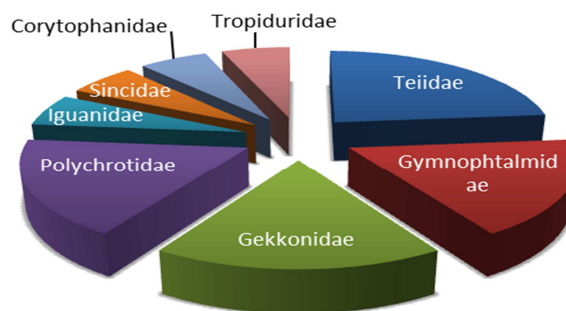 Corytophanidae
Tropiduridae
Teiidae
Sincidae
Iguanidae
Polychrotidae
Gymnophtalmid
ae
Gekkonidae